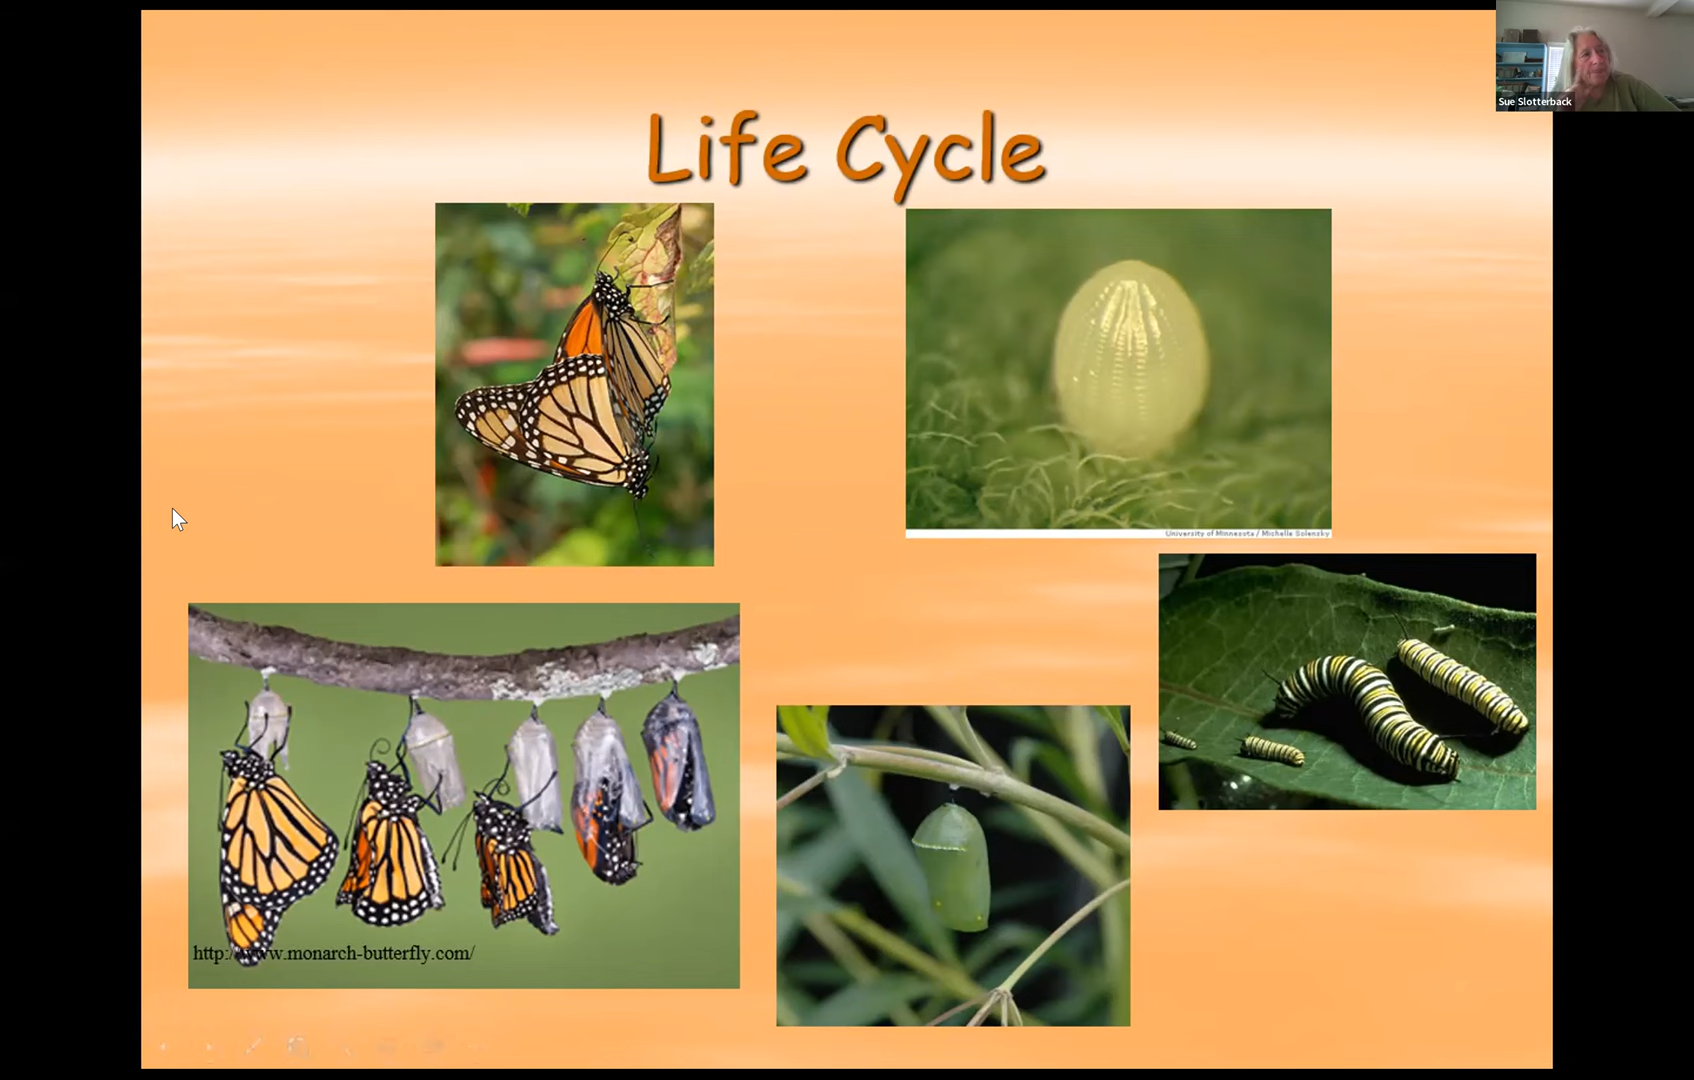 Sue Slotterback
Life Cycle
University of Minnesota / Michelle Solensky
http://www.monarch-butterfly.com/